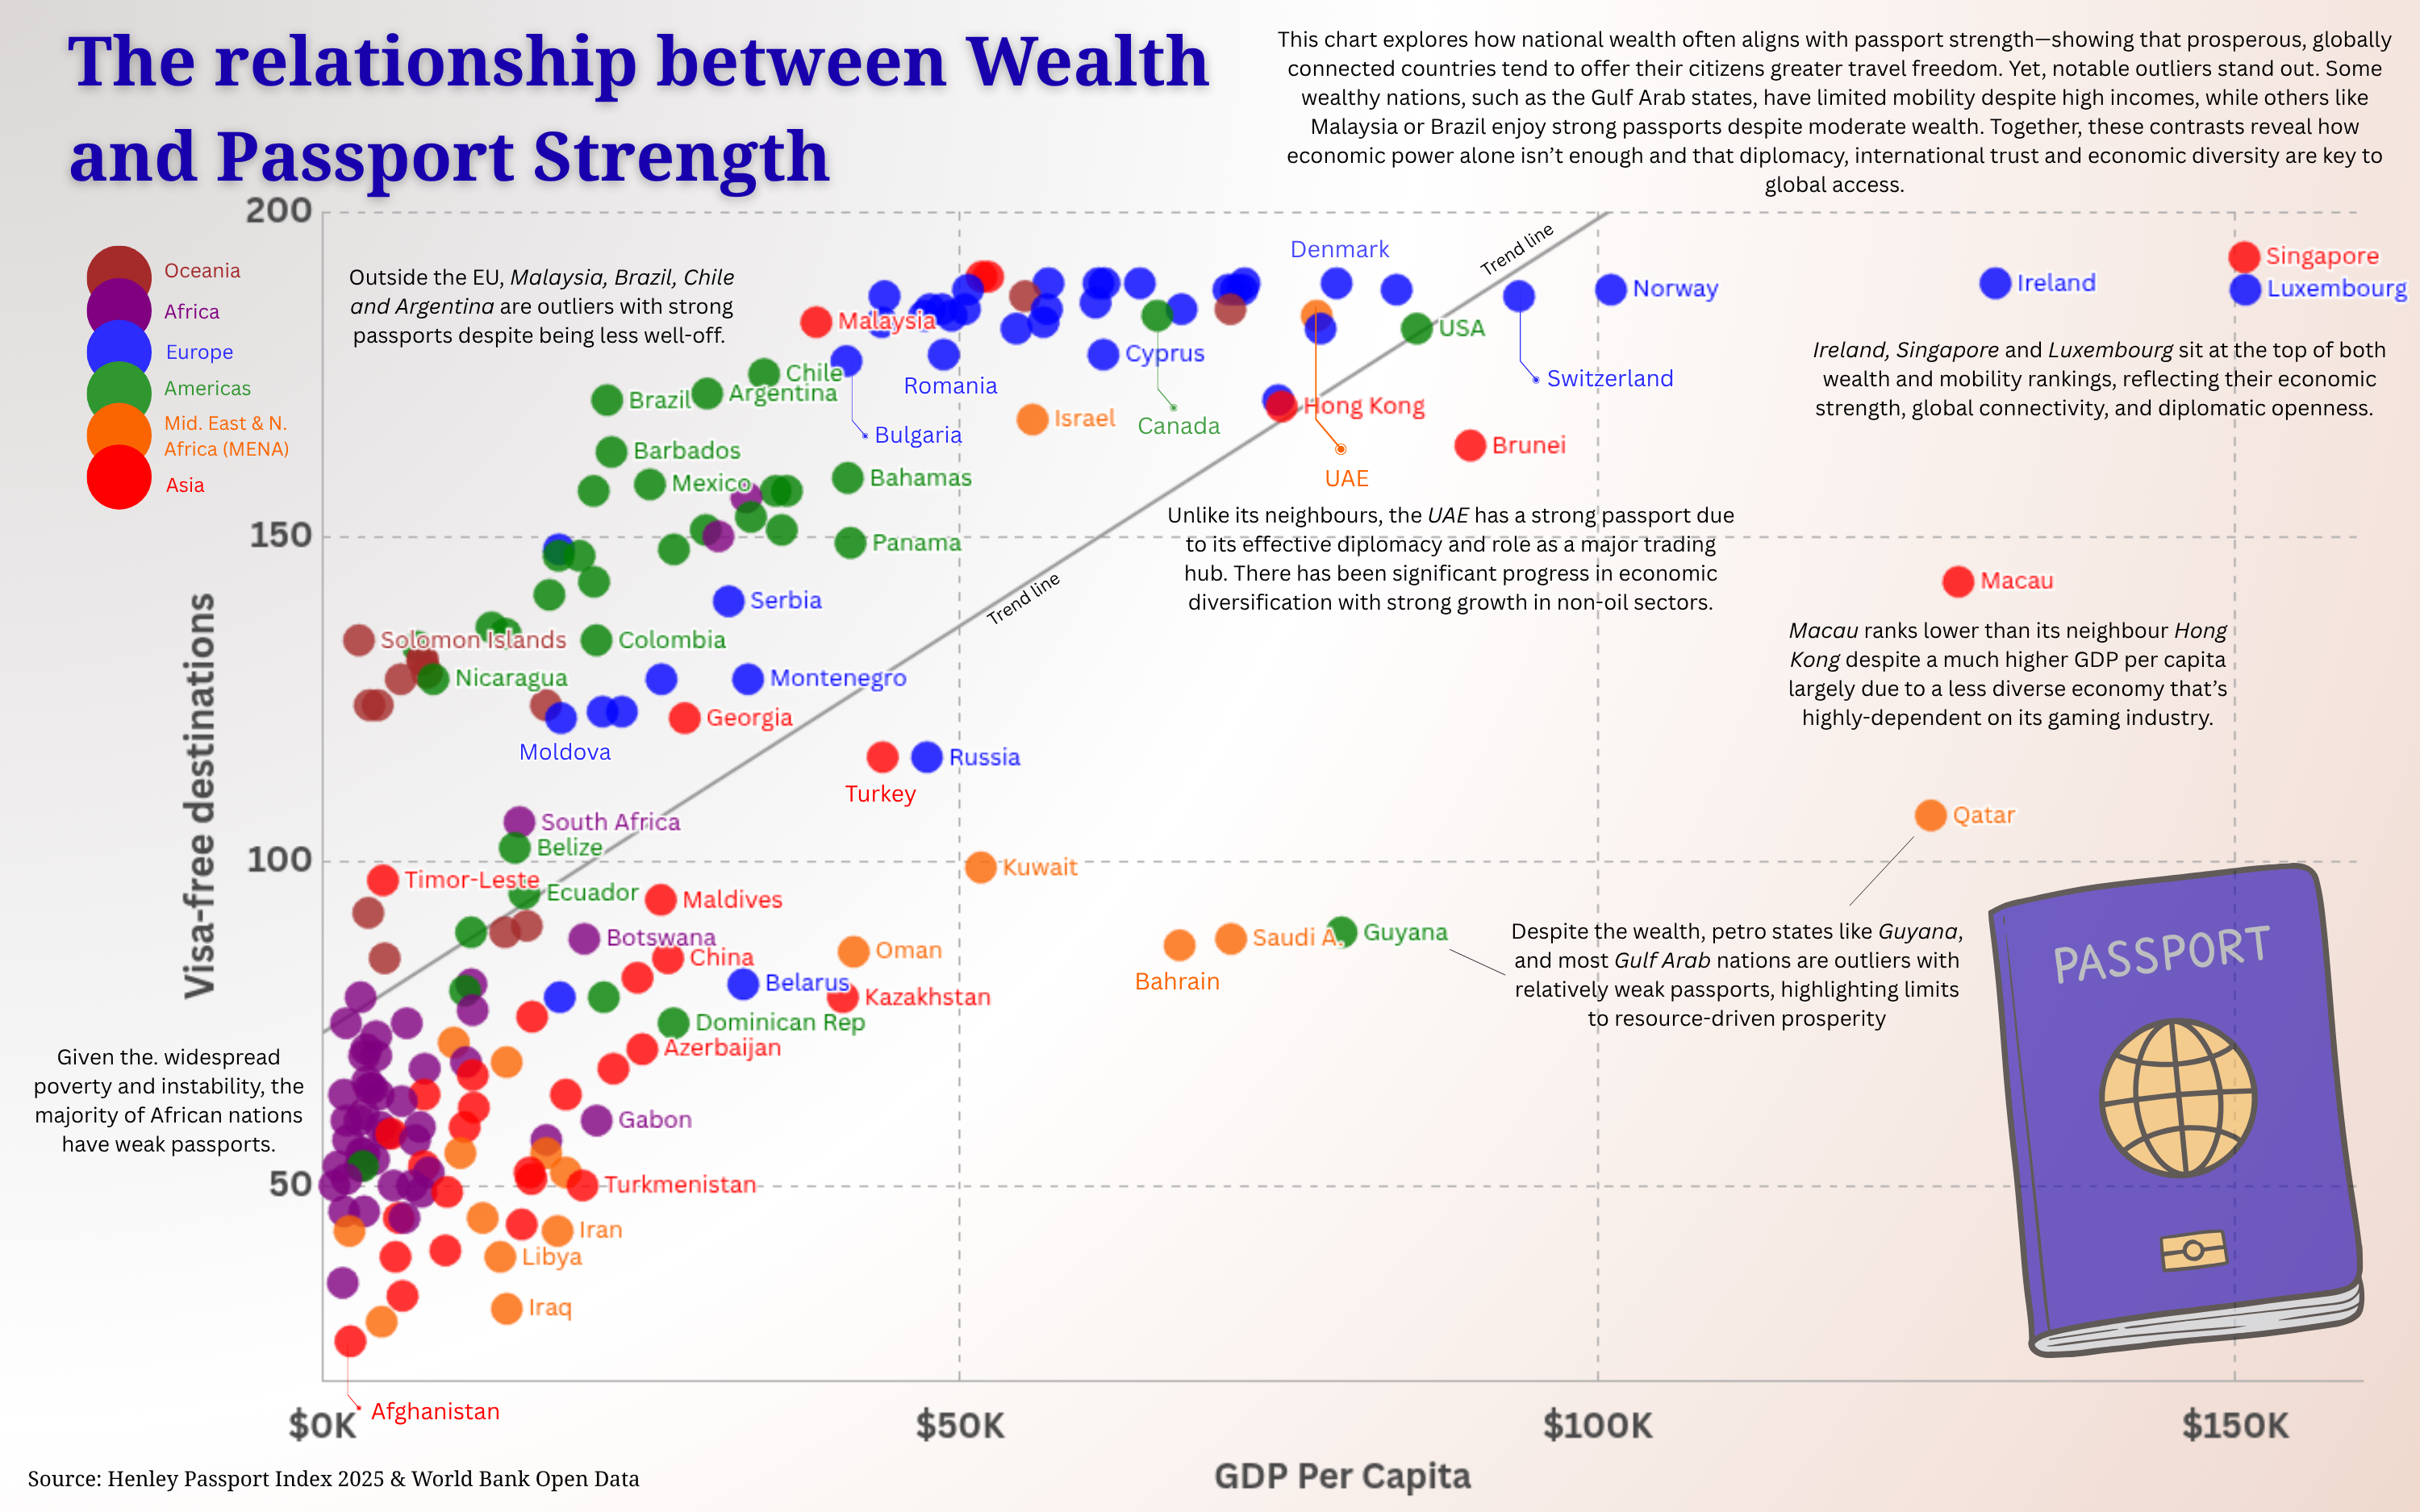 The relationship between Wealth
and Passport Strength
This chart explores how national wealth often aligns with passport strength—showing that prosperous, globally
connected countries tend to offer their citizens greater travel freedom. Yet, notable outliers stand out. Some
wealthy nations, such as the Gulf Arab states, have limited mobility despite high incomes, while others like
Malaysia or Brazil enjoy strong passports despite moderate wealth. Together, these contrasts reveal how
economic power alone isn't enough and that diplomacy, international trust and economic diversity are key to
global access.
Oceania
Africa
Europe
Americas
Mid. East & N.
Africa (MENA)
Asia
Outside the EU, Malaysia, Brazil, Chile
and Argentina are outliers with strong
passports despite being less well-off.
200
150
100
50
Visa-free destinations
Trend line
Denmark
Singapore
Ireland
Luxembourg
Norway
Malaysia
USA
Cyprus
Romania
Switzerland
Chile
Argentina
Brazil
Bulgaria
Israel
Canada
Hong Kong
Brunei
UAE
Barbados
Mexico
Bahamas
Panama
Ireland, Singapore and Luxembourg sit at the top of both
wealth and mobility rankings, reflecting their economic
strength, global connectivity, and diplomatic openness.
Unlike its neighbours, the UAE has a strong passport due
to its effective diplomacy and role as a major trading
hub. There has been significant progress in economic
diversification with strong growth in non-oil sectors.
Trend line
Serbia
Macau
Macau ranks lower than its neighbour Hong
Kong despite a much higher GDP per capita
largely due to a less diverse economy that's
highly-dependent on its gaming industry.
Solomon Islands
Colombia
Nicaragua
Montenegro
Georgia
Moldova
Russia
Turkey
South Africa
Belize
Qatar
Kuwait
Timor-Leste
Ecuador
Maldives
Botswana
China
Oman
Saudi A.
Guyana
Bahrain
Belarus
Kazakhstan
Dominican Rep
Azerbaijan
Despite the wealth, petro states like Guyana,
and most Gulf Arab nations are outliers with
relatively weak passports, highlighting limits
to resource-driven prosperity
PASSPORT
Given the. widespread
poverty and instability, the
majority of African nations
have weak passports.
Gabon
Turkmenistan
Iran
Libya
Iraq
Afghanistan
$0K
$50K
$100K
$150K
GDP Per Capita
Source: Henley Passport Index 2025 & World Bank Open Data